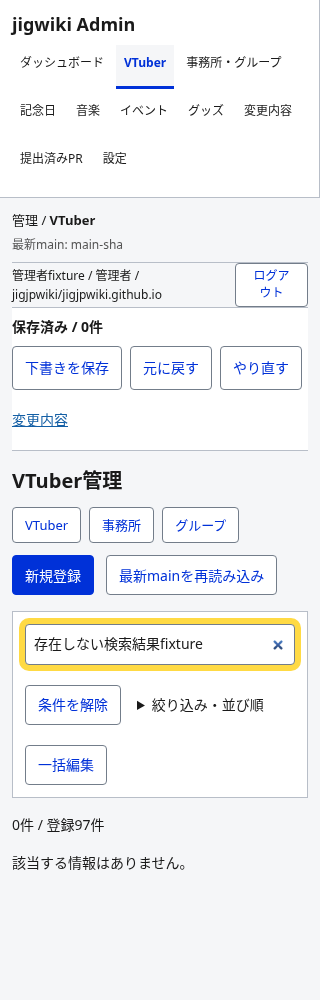 jigwiki Admin
ダッシュボード VTuber 事務所・グループ
記念日 音楽 イベント グッズ 変更内容
提出済みPR 設定
管理 / VTuber
最新main: main-sha
管理者fixture / 管理者 /
jigjpwiki/jigjpwiki.github.io
ログアウト
保存済み / 0件
下書きを保存 元に戻す やり直す
変更内容
VTuber管理
VTuber 事務所 グループ
新規登録 最新mainを再読み込み
存在しない検索結果fixture ×
条件を解除 ▶ 絞り込み・並び順
一括編集
0件 / 登録97件
該当する情報はありません。